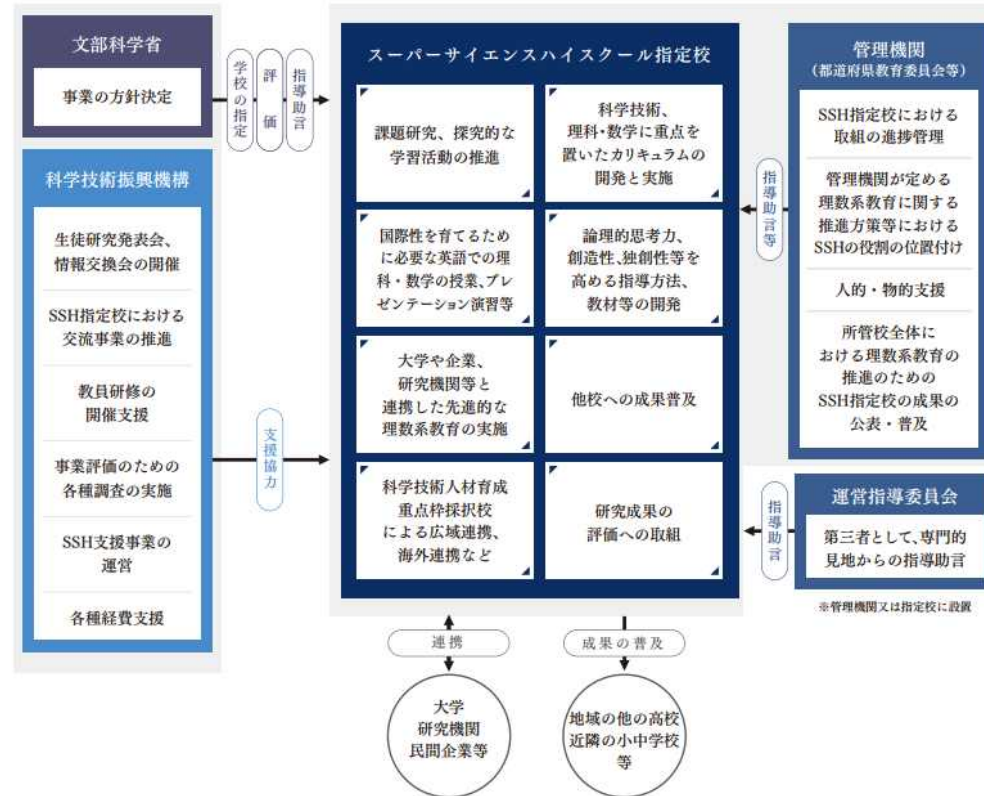 文部科学省
事業の方針決定
学校の指定
評価
指導助言
科学技術振興機構
生徒研究発表会、
情報交換会の開催
SSH指定校における
交流事業の推進
教員研修の
開催支援
事業評価のための
各種調査の実施
SSH支援事業の
運営
各種経費支援
支援協力
スーパーサイエンスハイスクール指定校
課題研究、探究的な
学習活動の推進
科学技術、
理科・数学に重点を
置いたカリキュラムの
開発と実施
国際性を育てるため
に必要な英語での理
科・数学の授業、プレ
ゼンテーション演習等
論理的思考力、
創造性、独創性等を
高める指導方法、
教材等の開発
大学や企業、
研究機関等と
連携した先進的な
理数系教育の実施
他校への成果普及
科学技術人材育成
重点枠採択校
による広域連携、
海外連携など
研究成果の
評価への取組
指導助言等
管理機関
(都道府県教育委員会等)
SSH指定校における
取組の進捗管理
管理機関が定める
理数系教育に関する
推進方策等における
SSHの役割の位置付け
人的・物的支援
所管校全体に
おける理数系教育の
推進のための
SSH指定校の成果の
公表・普及
指導助言
運営指導委員会
第三者として、専門的
見地からの指導助言
※管理機関又は指定校に設置
連携
成果の普及
大学
研究機関
民間企業等
地域の他の高校
近隣の小中学校
等